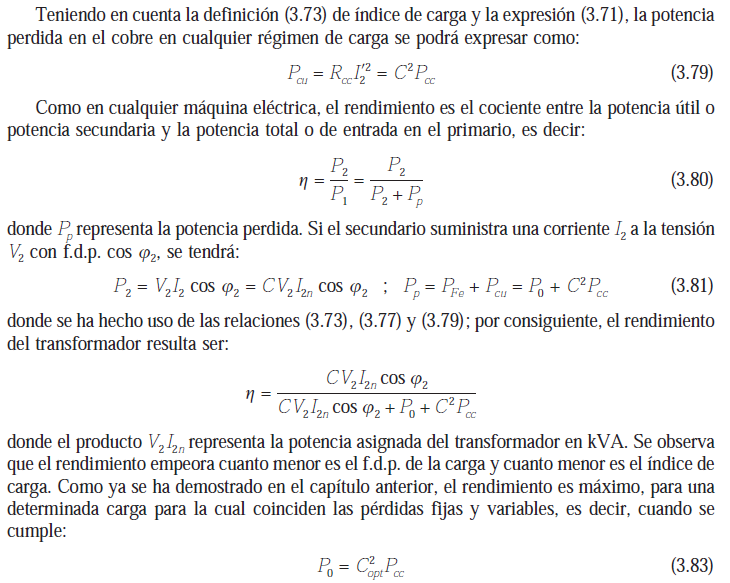 Teniendo en cuenta la definición (3.73) de índice de carga y la expresión (3.71), la potencia
perdida en el cobre en cualquier régimen de carga se podrá expresar como:
P_cu = R_cc I′_2^2 = C^2 P_cc (3.79)
Como en cualquier máquina eléctrica, el rendimiento es el cociente entre la potencia útil o
potencia secundaria y la potencia total o de entrada en el primario, es decir:
η = P_2/P_1 = P_2/(P_2 + P_p) (3.80)
donde P_p representa la potencia perdida. Si el secundario suministra una corriente I_2 a la tensión
V_2 con f.d.p. cos φ_2, se tendrá:
P_2 = V_2 I_2 cos φ_2 = CV_2 I_2n cos φ_2 ; P_p = P_Fe + P_cu = P_0 + C^2 P_cc (3.81)
donde se ha hecho uso de las relaciones (3.73), (3.77) y (3.79); por consiguiente, el rendimiento
del transformador resulta ser:
η = CV_2 I_2n cos φ_2/(CV_2 I_2n cos φ_2 + P_0 + C^2 P_cc)
donde el producto V_2 I_2n representa la potencia asignada del transformador en kVA. Se observa
que el rendimiento empeora cuanto menor es el f.d.p. de la carga y cuanto menor es el índice de
carga. Como ya se ha demostrado en el capítulo anterior, el rendimiento es máximo, para una
determinada carga para la cual coinciden las pérdidas fijas y variables, es decir, cuando se
cumple:
P_0 = C_opt^2 P_cc (3.83)